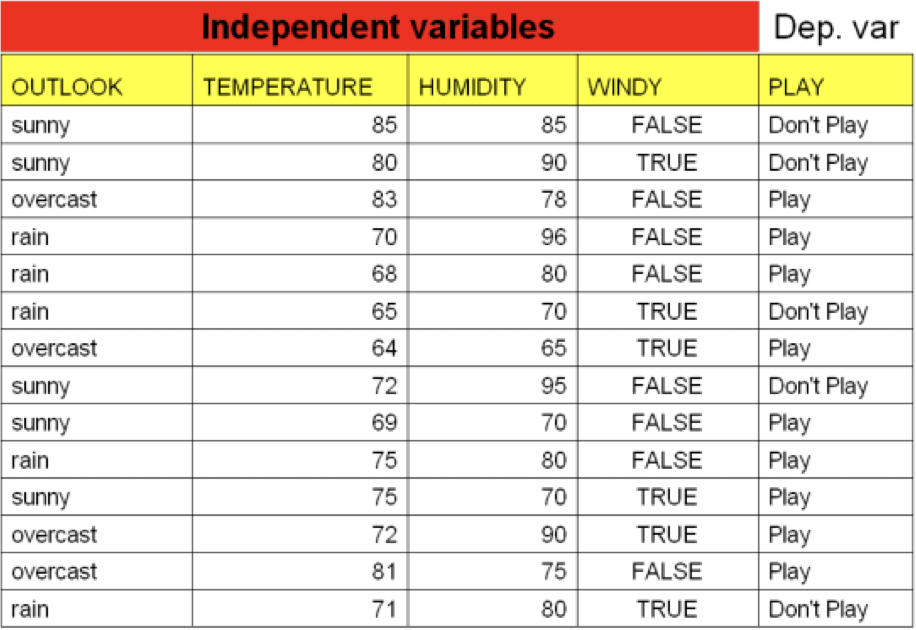 Independent variables Dep. var
OUTLOOK TEMPERATURE HUMIDITY WINDY PLAY
sunny 85 85 FALSE Don't Play
sunny 80 90 TRUE Don't Play
overcast 83 78 FALSE Play
rain 70 96 FALSE Play
rain 68 80 FALSE Play
rain 65 70 TRUE Don't Play
overcast 64 65 TRUE Play
sunny 72 95 FALSE Don't Play
sunny 69 70 FALSE Play
rain 75 80 FALSE Play
sunny 75 70 TRUE Play
overcast 72 90 TRUE Play
overcast 81 75 FALSE Play
rain 71 80 TRUE Don't Play